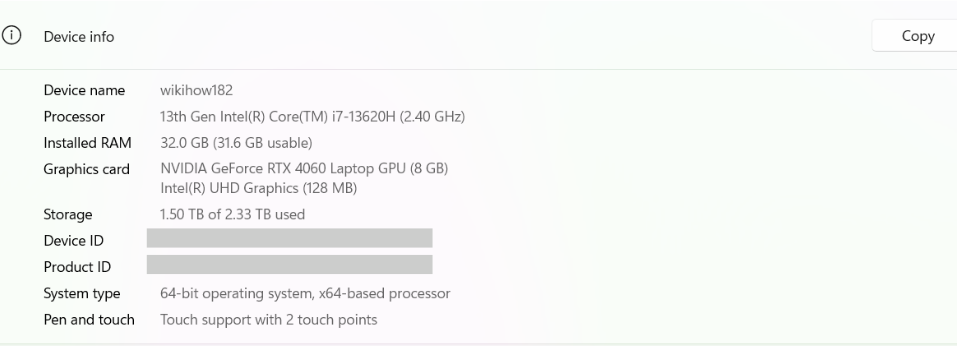 Device info
Copy
Device name wikihow182
Processor 13th Gen Intel(R) Core(TM) i7-13620H (2.40 GHz)
Installed RAM 32.0 GB (31.6 GB usable)
Graphics card NVIDIA GeForce RTX 4060 Laptop GPU (8 GB)
Intel(R) UHD Graphics (128 MB)
Storage 1.50 TB of 2.33 TB used
Device ID
Product ID
System type 64-bit operating system, x64-based processor
Pen and touch Touch support with 2 touch points